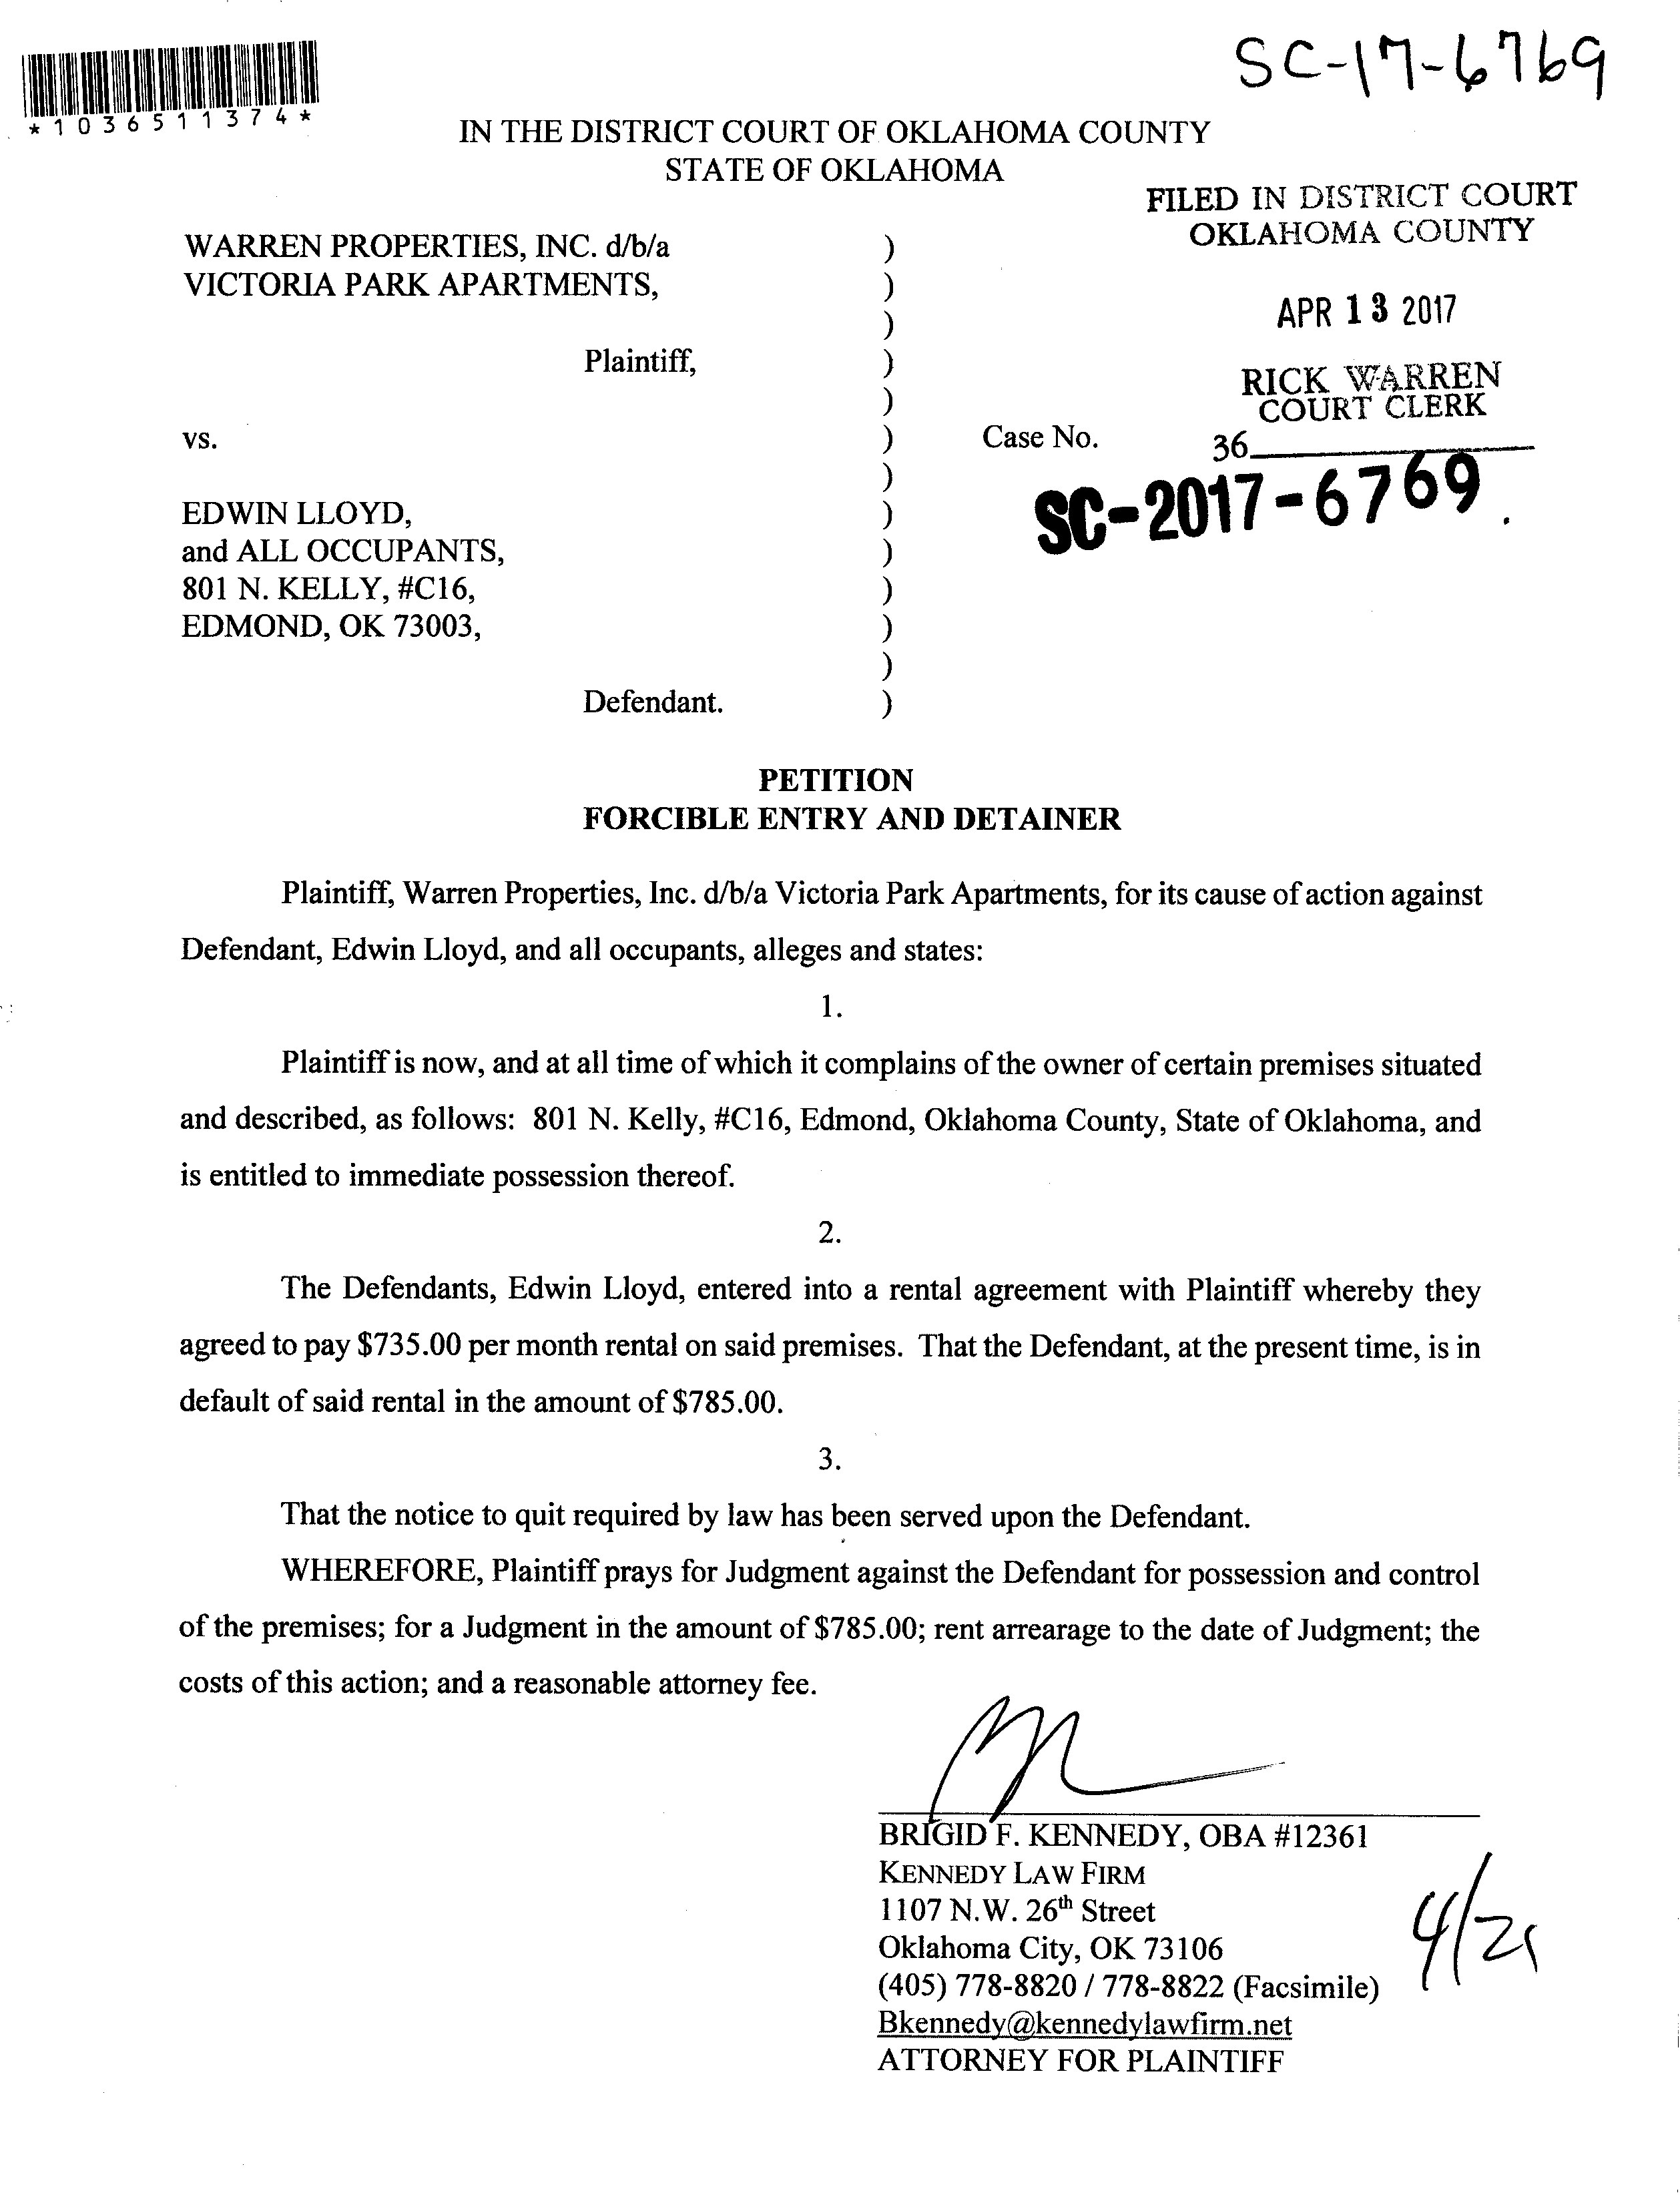 SC-17-6769
*1036511374*
IN THE DISTRICT COURT OF OKLAHOMA COUNTY
STATE OF OKLAHOMA
FILED IN DISTRICT COURT
OKLAHOMA COUNTY
APR 13 2017
RICK WARREN
COURT CLERK
36
WARREN PROPERTIES, INC. d/b/a )
VICTORIA PARK APARTMENTS, )
)
Plaintiff, )
)
vs. ) Case No.
SC-2017-6769.
)
EDWIN LLOYD, )
and ALL OCCUPANTS, )
801 N. KELLY, #C16, )
EDMOND, OK 73003, )
)
Defendant. )
PETITION
FORCIBLE ENTRY AND DETAINER
Plaintiff, Warren Properties, Inc. d/b/a Victoria Park Apartments, for its cause of action against
Defendant, Edwin Lloyd, and all occupants, alleges and states:
1.
Plaintiff is now, and at all time of which it complains of the owner of certain premises situated
and described, as follows: 801 N. Kelly, #C16, Edmond, Oklahoma County, State of Oklahoma, and
is entitled to immediate possession thereof.
2.
The Defendants, Edwin Lloyd, entered into a rental agreement with Plaintiff whereby they
agreed to pay $735.00 per month rental on said premises. That the Defendant, at the present time, is in
default of said rental in the amount of $785.00.
3.
That the notice to quit required by law has been served upon the Defendant.
WHEREFORE, Plaintiff prays for Judgment against the Defendant for possession and control
of the premises; for a Judgment in the amount of $785.00; rent arrearage to the date of Judgment; the
costs of this action; and a reasonable attorney fee.
BRIGID F. KENNEDY, OBA #12361
KENNEDY LAW FIRM
1107 N.W. 26th Street
Oklahoma City, OK 73106
(405) 778-8820 / 778-8822 (Facsimile)
Bkennedy@kennedylawfirm.net
ATTORNEY FOR PLAINTIFF